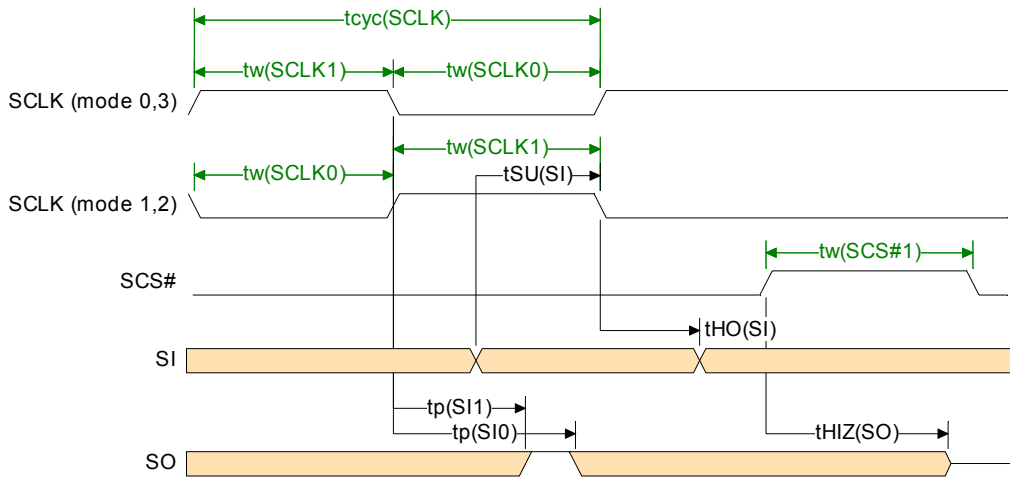 tcyc(SCLK)
tw(SCLK1)
tw(SCLK0)
SCLK (mode 0,3)
tw(SCLK1)
tw(SCLK0)
tSU(SI)
SCLK (mode 1,2)
tw(SCS#1)
SCS#
tHO(SI)
SI
tp(SI1)
tp(SI0)
tHIZ(SO)
SO